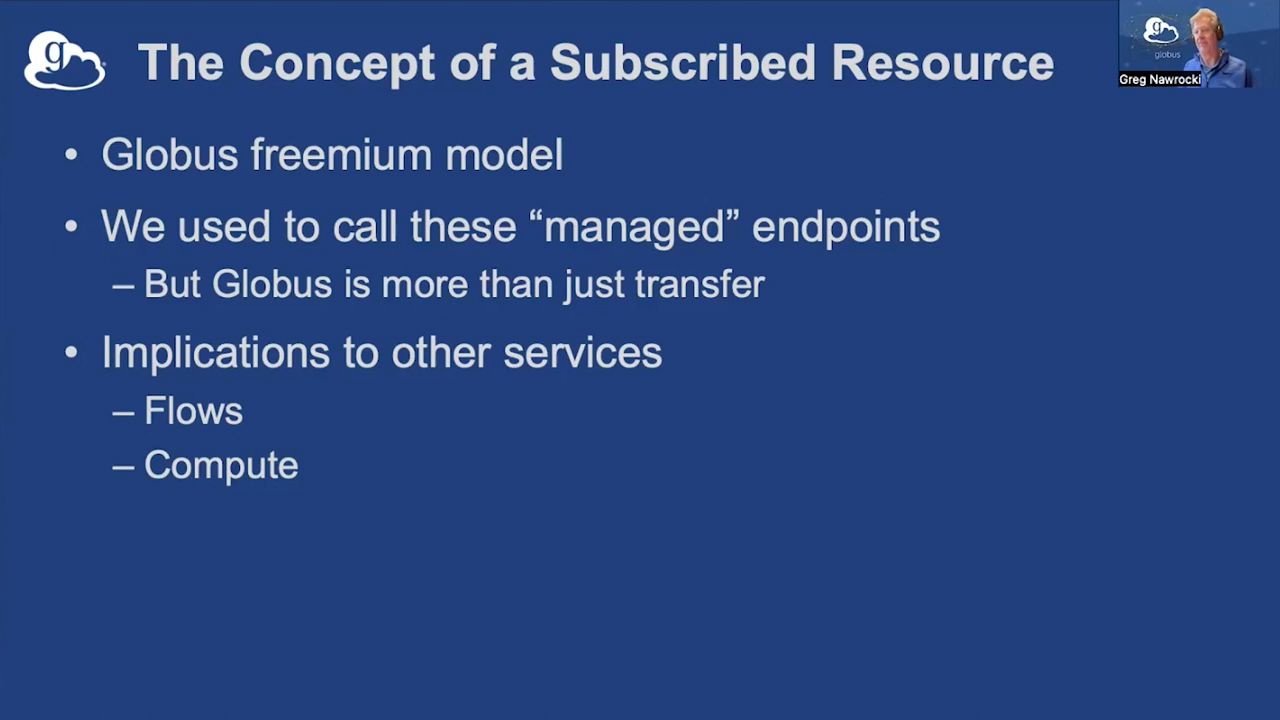 g
The Concept of a Subscribed Resource
globus
Greg Nawrocki
• Globus freemium model
• We used to call these “managed” endpoints
– But Globus is more than just transfer
• Implications to other services
– Flows
– Compute